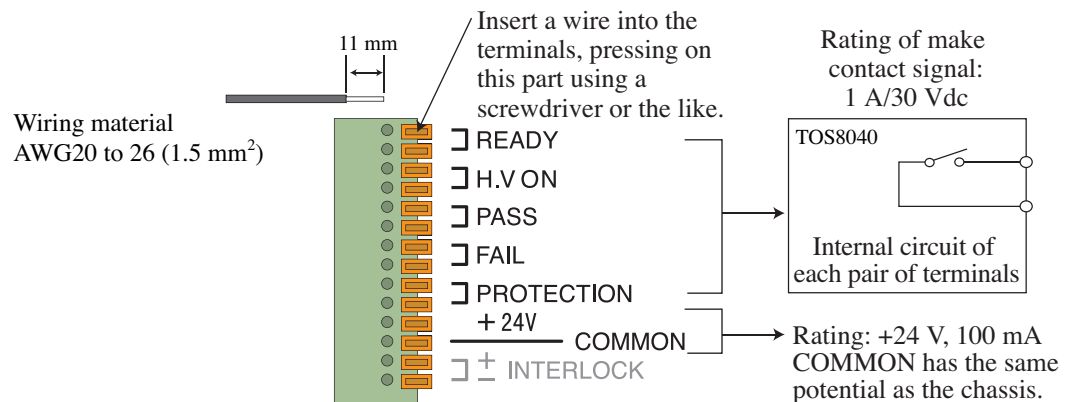 11 mm
Insert a wire into the
terminals, pressing on
this part using a
screwdriver or the like.
Wiring material
AWG20 to 26 (1.5 mm²)
READY
H.V ON
PASS
FAIL
PROTECTION
+ 24V
COMMON
± INTERLOCK
Rating of make
contact signal:
1 A/30 Vdc
TOS8040
Internal circuit of
each pair of terminals
Rating: +24 V, 100 mA
COMMON has the same
potential as the chassis.